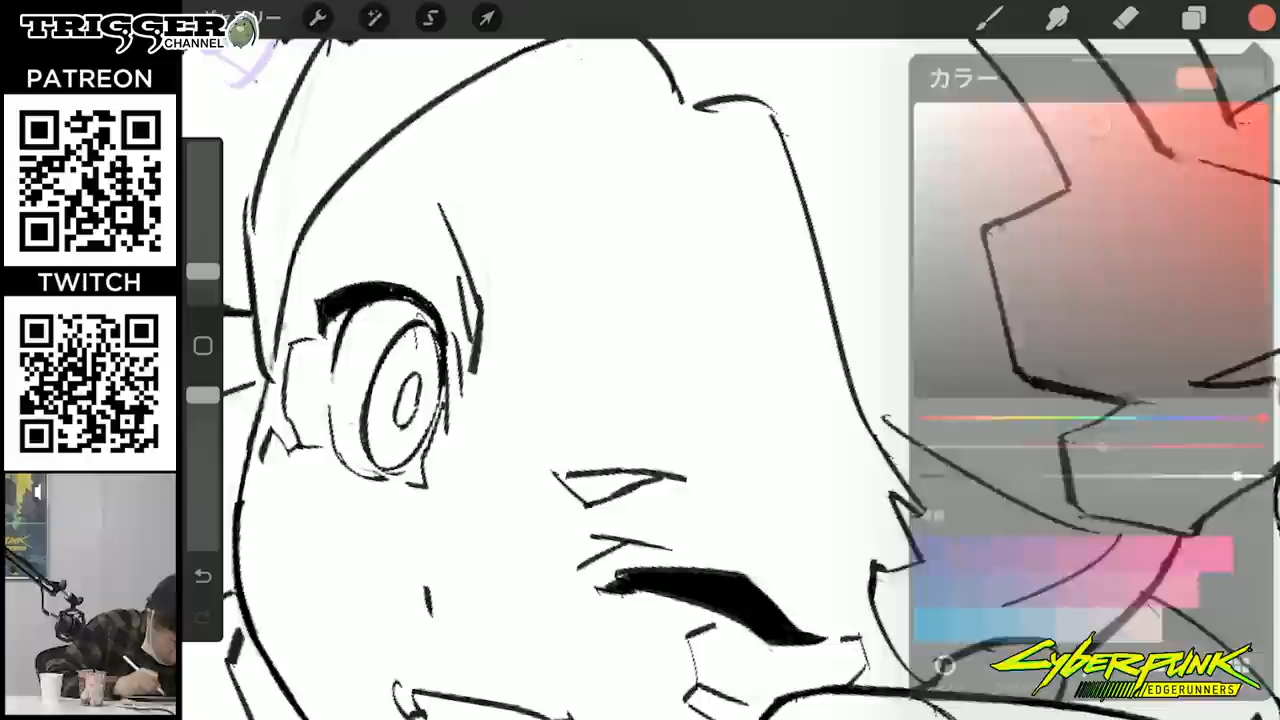 TRIGGER
CHANNEL
PATREON
TWITCH
カラー
CYBERPUNK
EDGERUNNERS